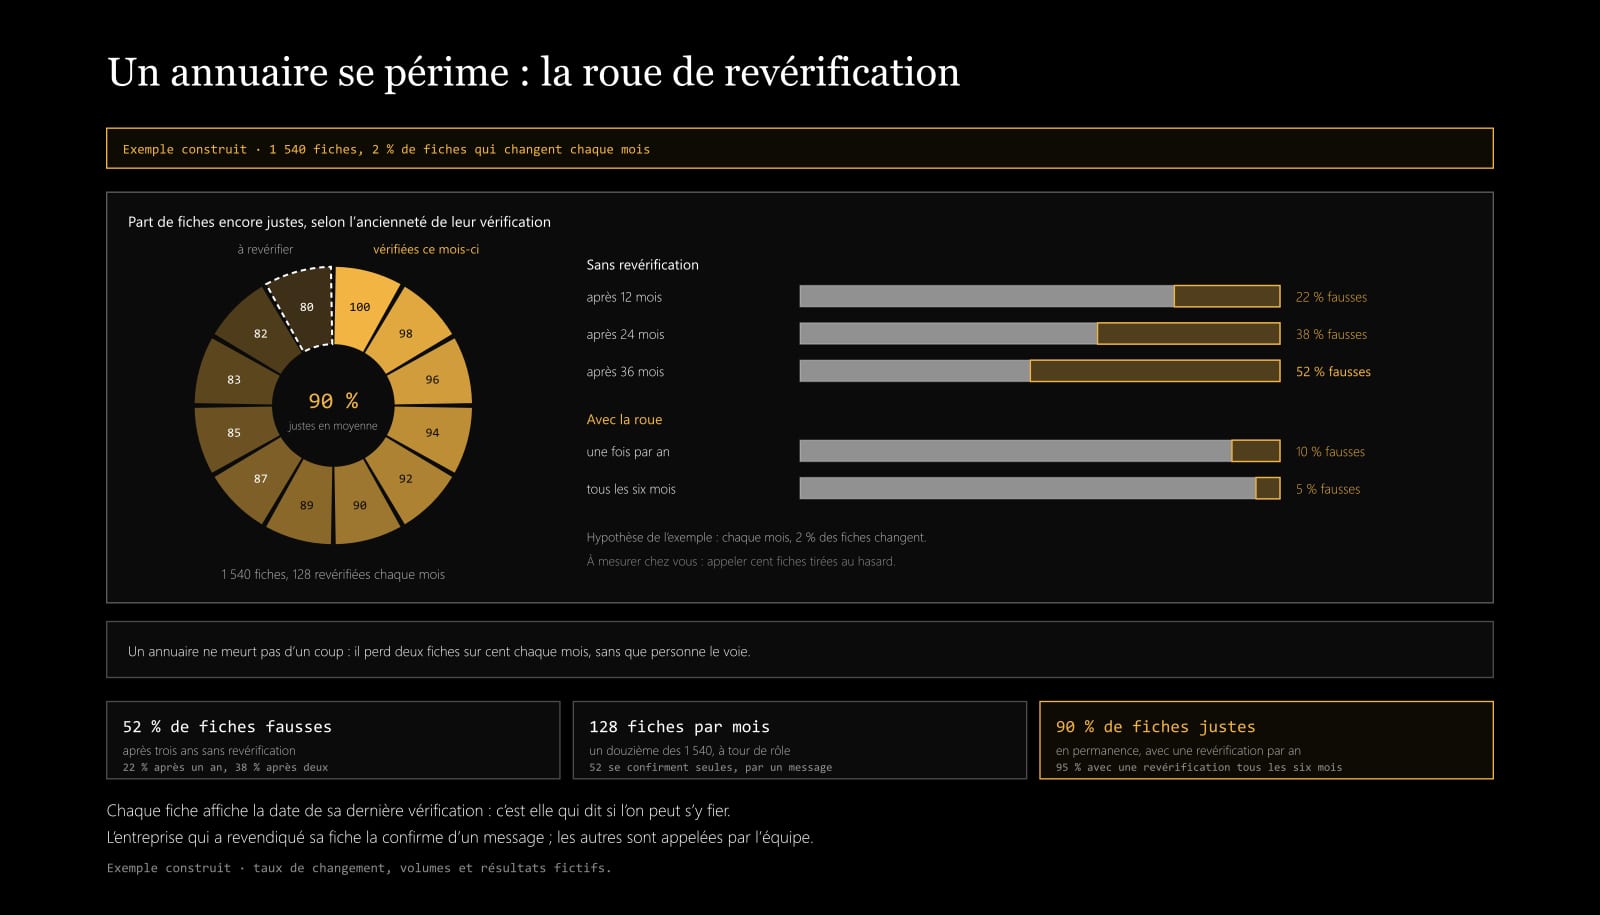 Un annuaire se périme : la roue de revérification
Exemple construit · 1 540 fiches, 2 % de fiches qui changent chaque mois
Part de fiches encore justes, selon l’ancienneté de leur vérification
à revérifier
vérifiées ce mois-ci
100
98
96
94
92
90
89
87
85
83
82
80
90 %
justes en moyenne
1 540 fiches, 128 revérifiées chaque mois
Sans revérification
après 12 mois
22 % fausses
après 24 mois
38 % fausses
après 36 mois
52 % fausses
Avec la roue
une fois par an
10 % fausses
tous les six mois
5 % fausses
Hypothèse de l’exemple : chaque mois, 2 % des fiches changent.
À mesurer chez vous : appeler cent fiches tirées au hasard.
Un annuaire ne meurt pas d’un coup : il perd deux fiches sur cent chaque mois, sans que personne le voie.
52 % de fiches fausses
après trois ans sans revérification
22 % après un an, 38 % après deux
128 fiches par mois
un douzième des 1 540, à tour de rôle
52 se confirment seules, par un message
90 % de fiches justes
en permanence, avec une revérification par an
95 % avec une revérification tous les six mois
Chaque fiche affiche la date de sa dernière vérification : c’est elle qui dit si l’on peut s’y fier.
L’entreprise qui a revendiqué sa fiche la confirme d’un message ; les autres sont appelées par l’équipe.
Exemple construit · taux de changement, volumes et résultats fictifs.